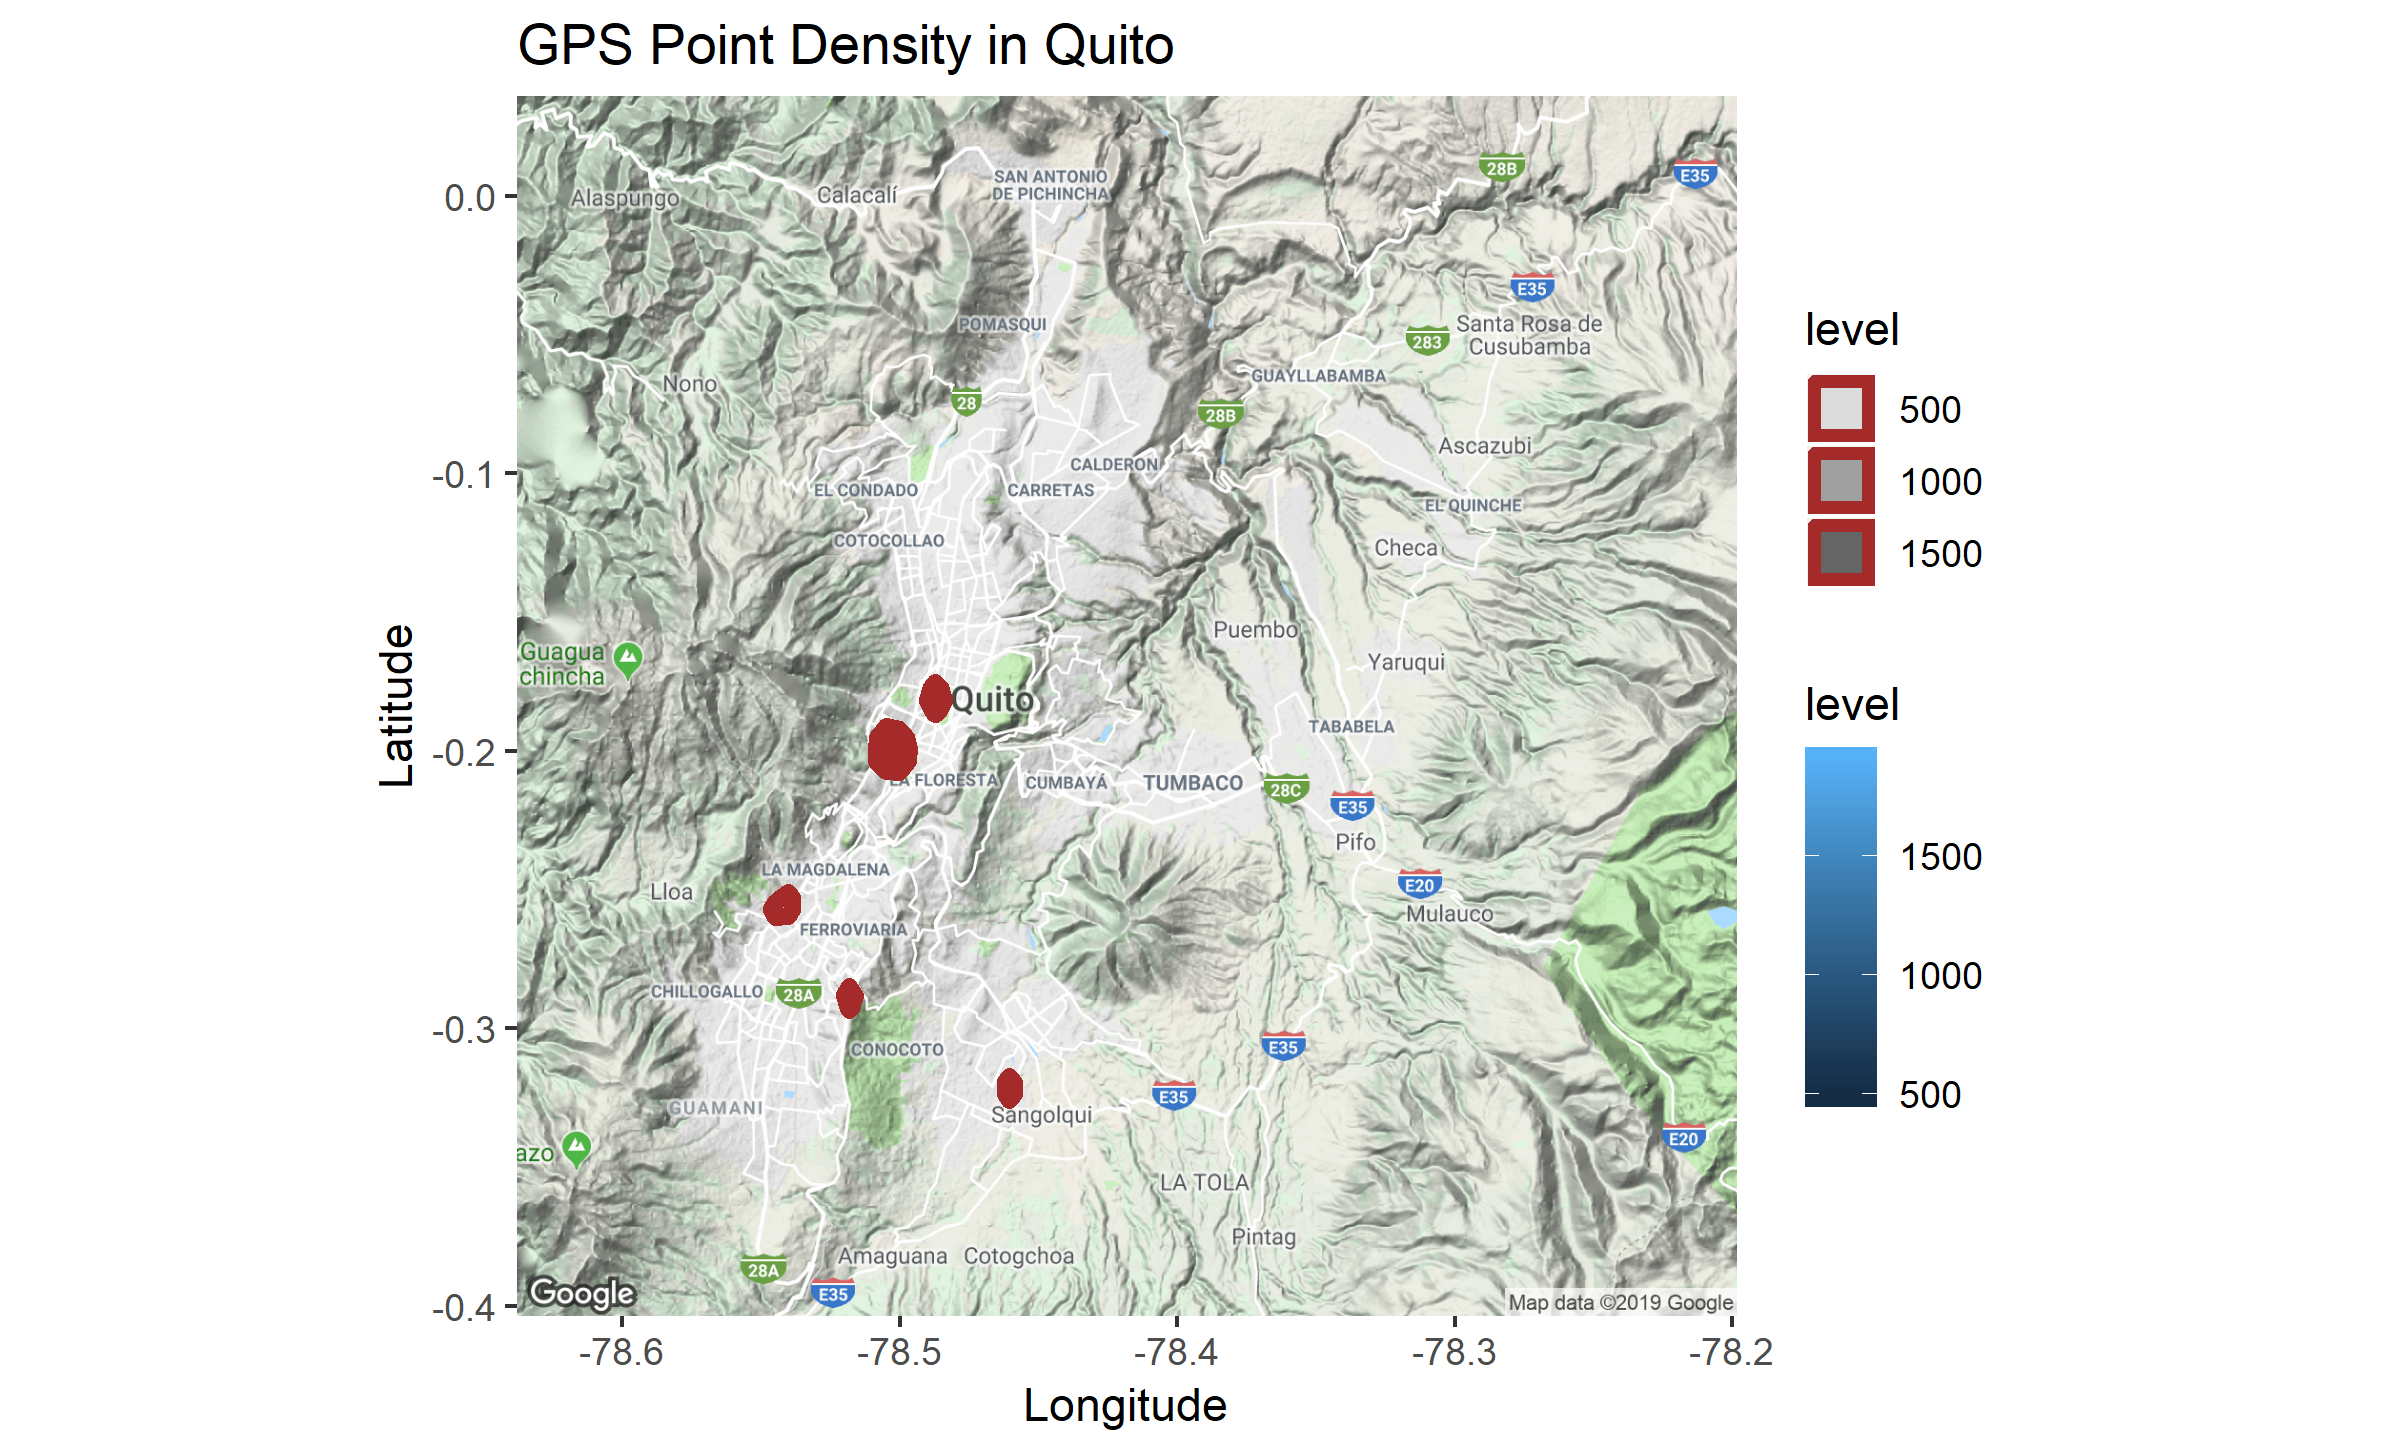 GPS Point Density in Quito
SAN ANTONIO
DE PICHINCHA
Alaspungo
Calacalí
28B
E35
0.0
E35
POMASQUI
Santa Rosa de
Cusubamba
283
Nono
GUAYLLABAMBA
28
28B
Ascazubi
CALDERON
-0.1
EL CONDADO
CARRETAS
EL QUINCHE
COTOCOLLAO
Checa
Puembo
Guagua
chincha
Yaruqui
Quito
TABABELA
-0.2
LA FLORESTA
CUMBAYÁ
TUMBACO
28C
E35
Pifo
LA MAGDALENA
Lloa
E20
Mulauco
FERROVIARIA
CHILLOGALLO
28A
-0.3
CONOCOTO
E35
E35
GUAMANI
Sangolqui
E20
azo
LA TOLA
Pintag
Amaguana
Cotogchoa
28A
E35
Google
Map data ©2019 Google
-0.4
-78.6
-78.5
-78.4
-78.3
-78.2
Longitude
Latitude
level
500
1000
1500
level
1500
1000
500